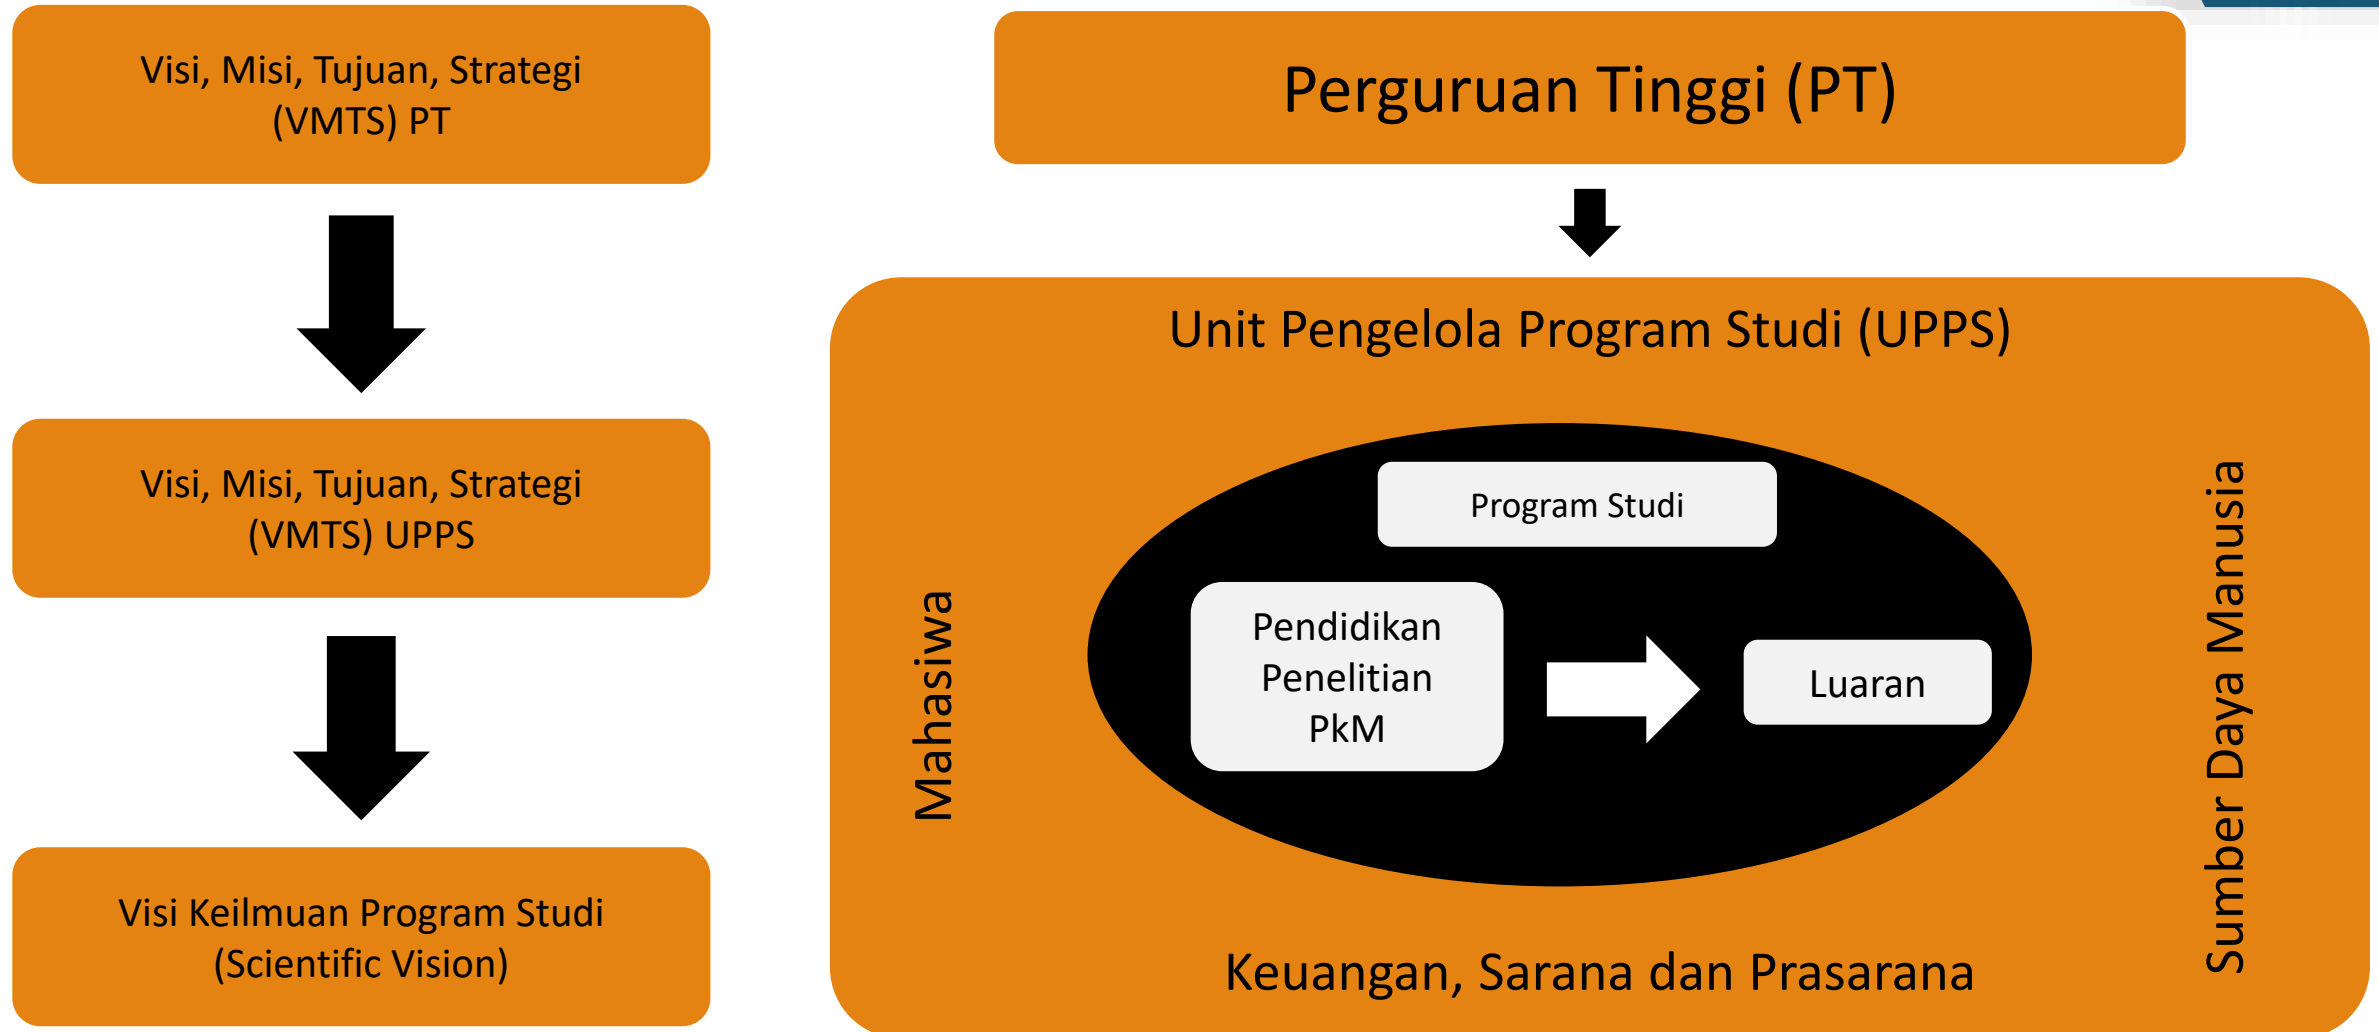 Visi, Misi, Tujuan, Strategi
(VMTS) PT
Visi, Misi, Tujuan, Strategi
(VMTS) UPPS
Visi Keilmuan Program Studi
(Scientific Vision)
Perguruan Tinggi (PT)
Unit Pengelola Program Studi (UPPS)
Mahasiwa
Program Studi
Pendidikan
Penelitian
PkM
Luaran
Sumber Daya Manusia
Keuangan, Sarana dan Prasarana